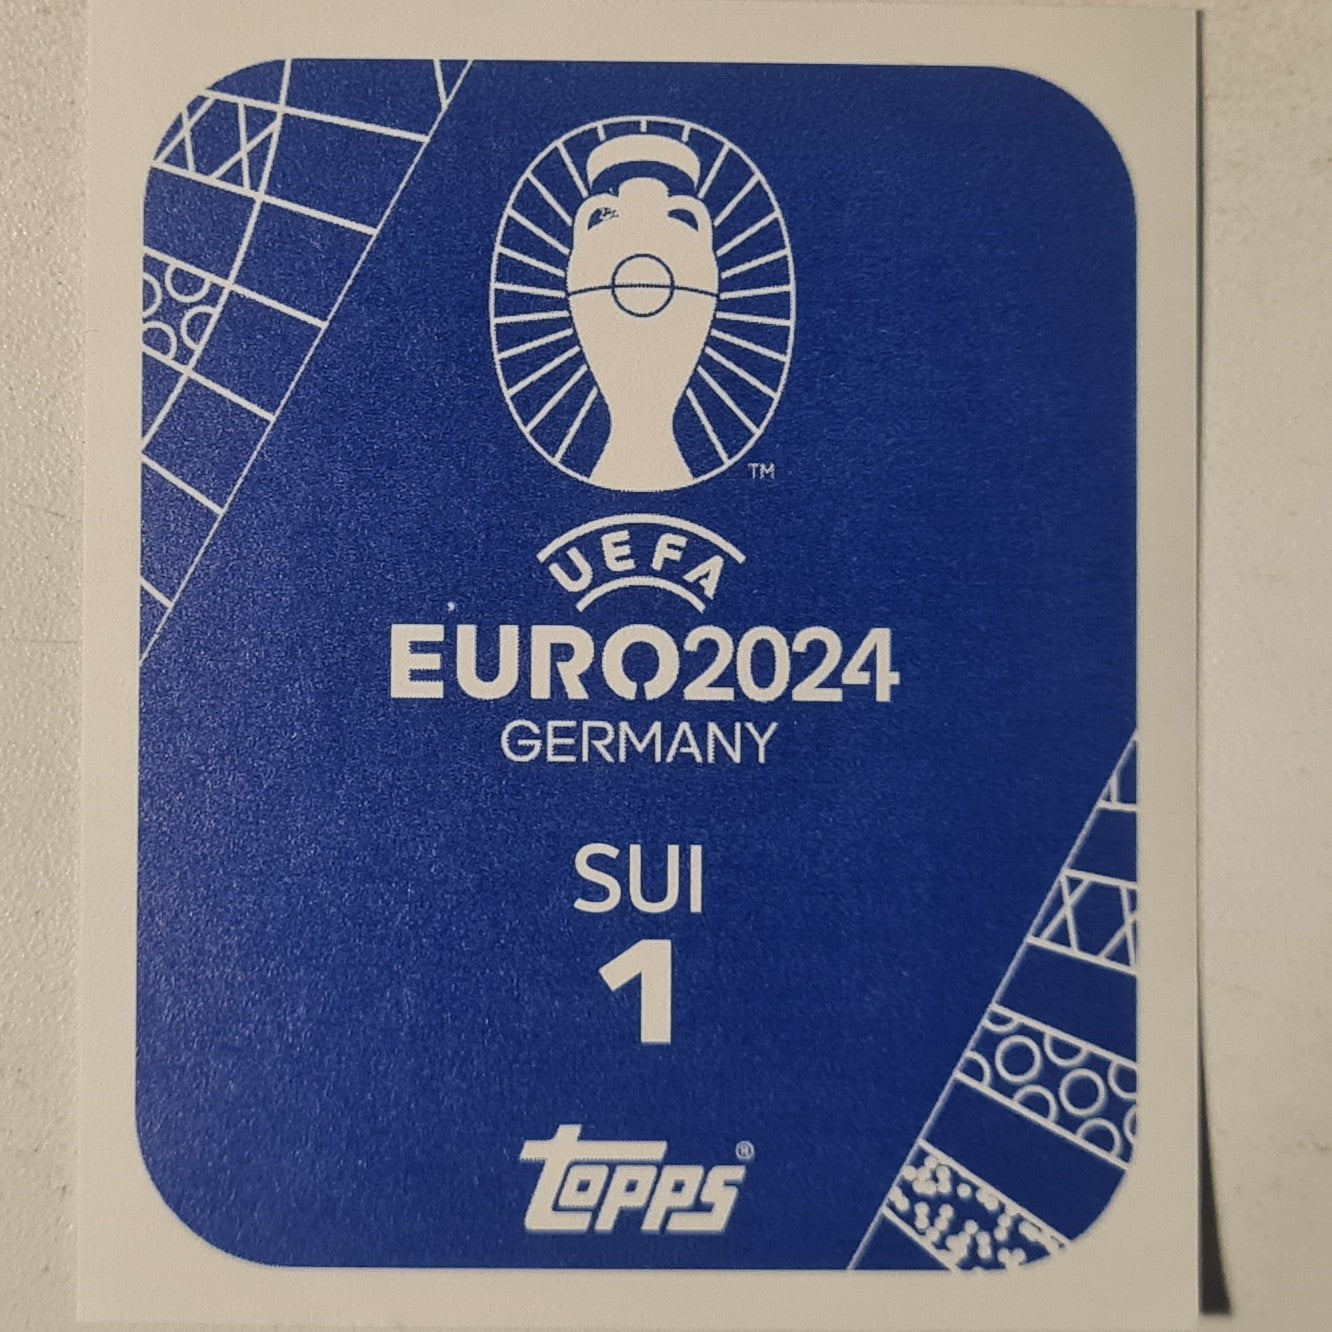 TM
UEFA
EURO2024
GERMANY
SUI
1
topps®